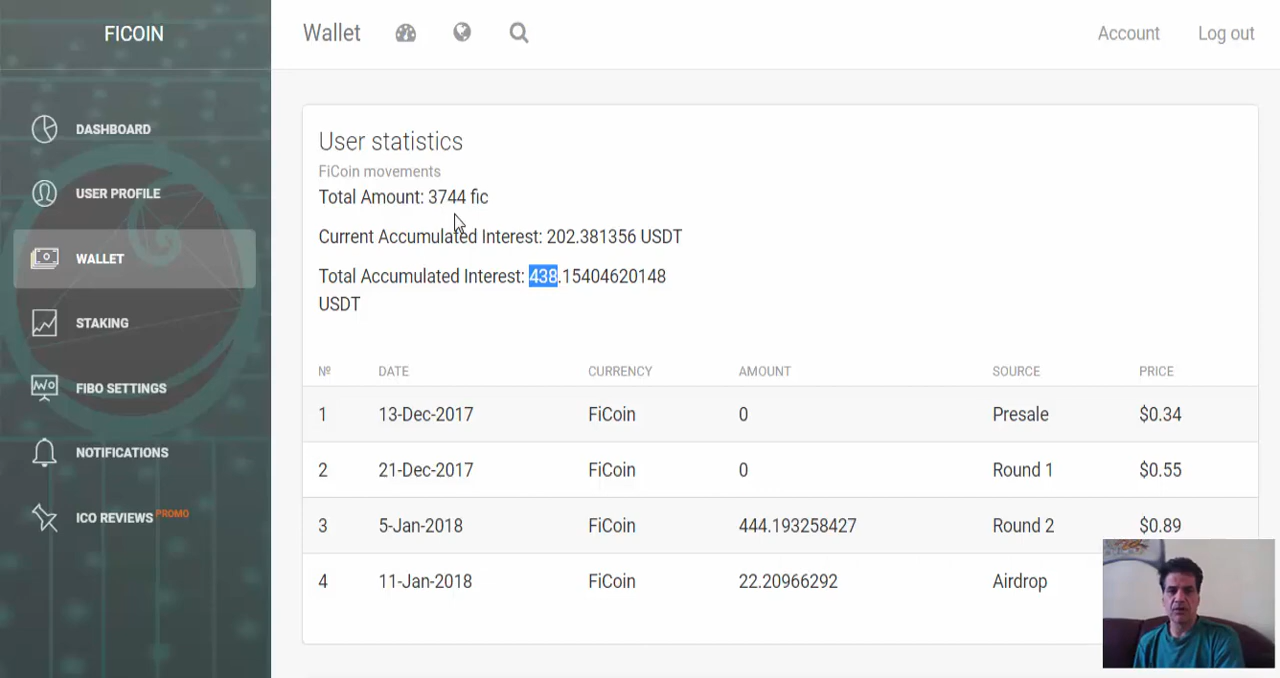 FICOIN
Wallet
Account
Log out
DASHBOARD
USER PROFILE
WALLET
STAKING
FIBO SETTINGS
NOTIFICATIONS
ICO REVIEWS PROMO
User statistics
FiCoin movements
Total Amount: 3744 fic
Current Accumulated Interest: 202.381356 USDT
Total Accumulated Interest: 438.15404620148
USDT
№ DATE CURRENCY AMOUNT SOURCE PRICE
1 13-Dec-2017 FiCoin 0 Presale $0.34
2 21-Dec-2017 FiCoin 0 Round 1 $0.55
3 5-Jan-2018 FiCoin 444.193258427 Round 2 $0.89
4 11-Jan-2018 FiCoin 22.20966292 Airdrop